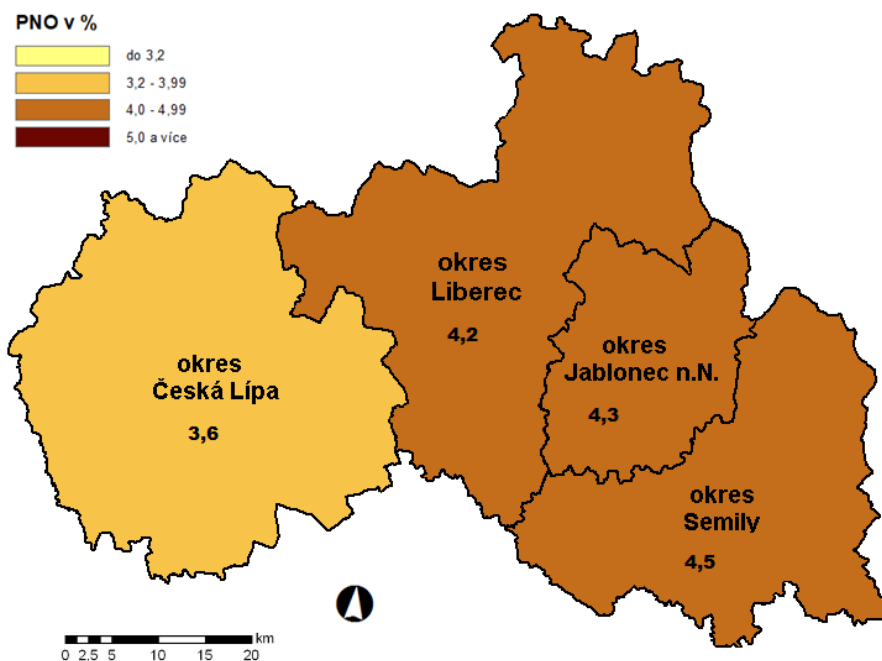 PNO v %
do 3,2
3,2 - 3,99
4,0 - 4,99
5,0 a více
okres
Liberec
4,2
okres
Jablonec n.N.
4,3
okres
Česká Lípa
3,6
okres
Semily
4,5
km
0 2,5 5 10 15 20